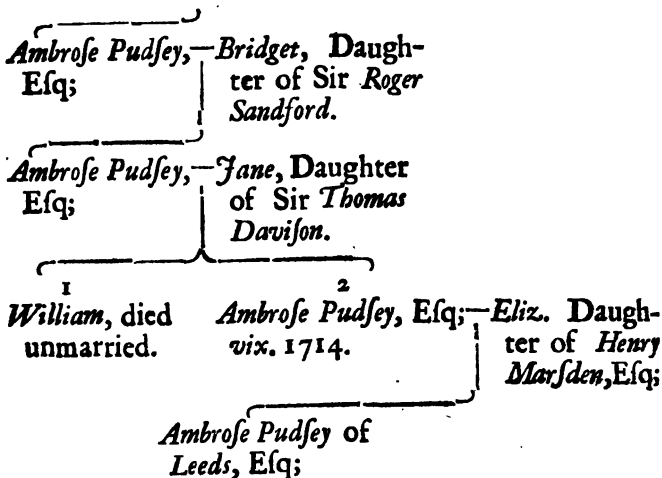 Ambroſe Pudſey,—Bridget, Daugh-
Eſq; ter of Sir Roger
Sandford.
Ambroſe Pudſey,—Jane, Daughter
Eſq; of Sir Thomas
Daviſon.
1 2
William, died Ambroſe Pudſey, Eſq;—Eliz. Daugh-
unmarried. vix. 1714. ter of Henry
Marſden,Eſq;
Ambroſe Pudſey of
Leeds, Eſq;